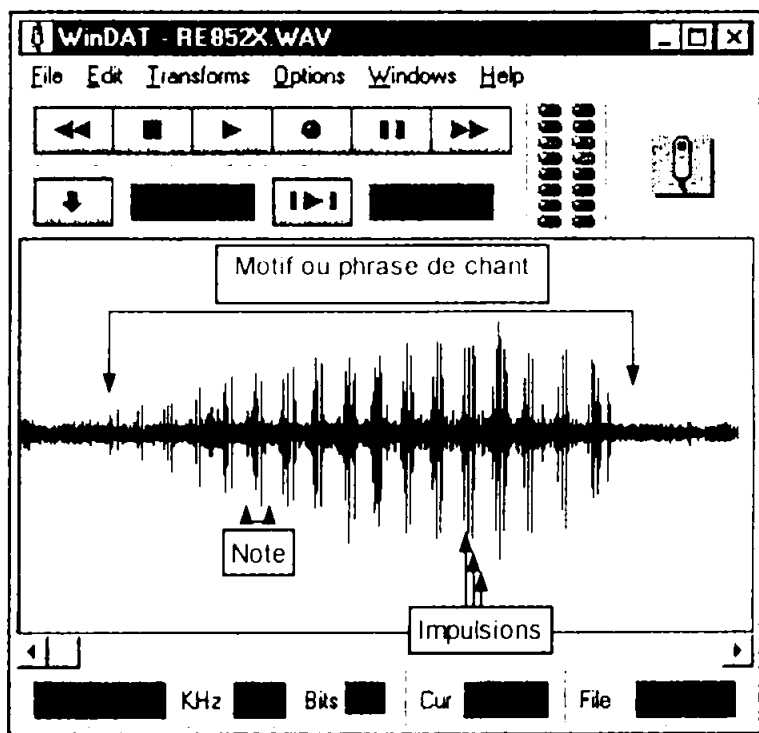 WinDAT - RE852X.WAV
File Edit Transforms Options Windows Help
Motif ou phrase de chant
Note
Impulsions
KHz Bits Cur File